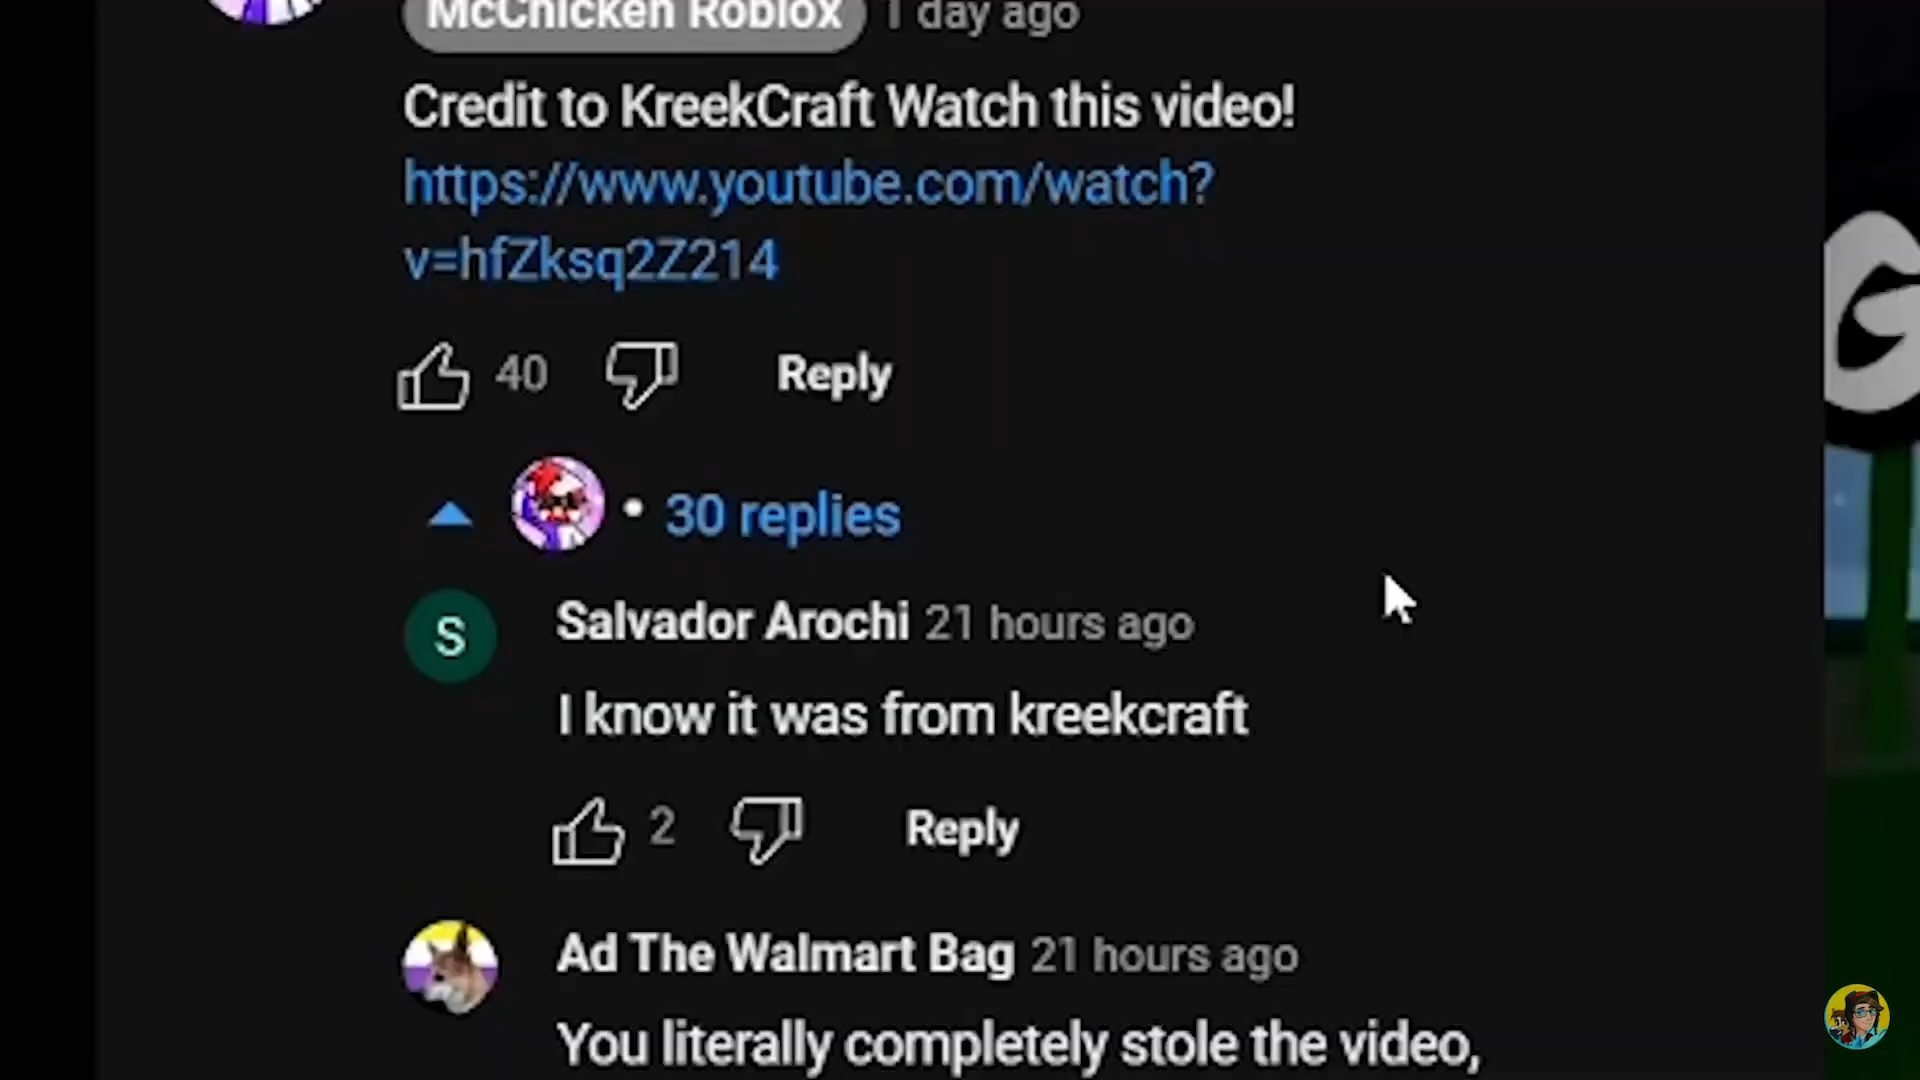 McChicken Roblox 1 day ago
Credit to KreekCraft Watch this video!
https://www.youtube.com/watch?
v=hfZksq2Z214
40 Reply
30 replies
S
Salvador Arochi 21 hours ago
I know it was from kreekcraft
2 Reply
Ad The Walmart Bag 21 hours ago
You literally completely stole the video,
G